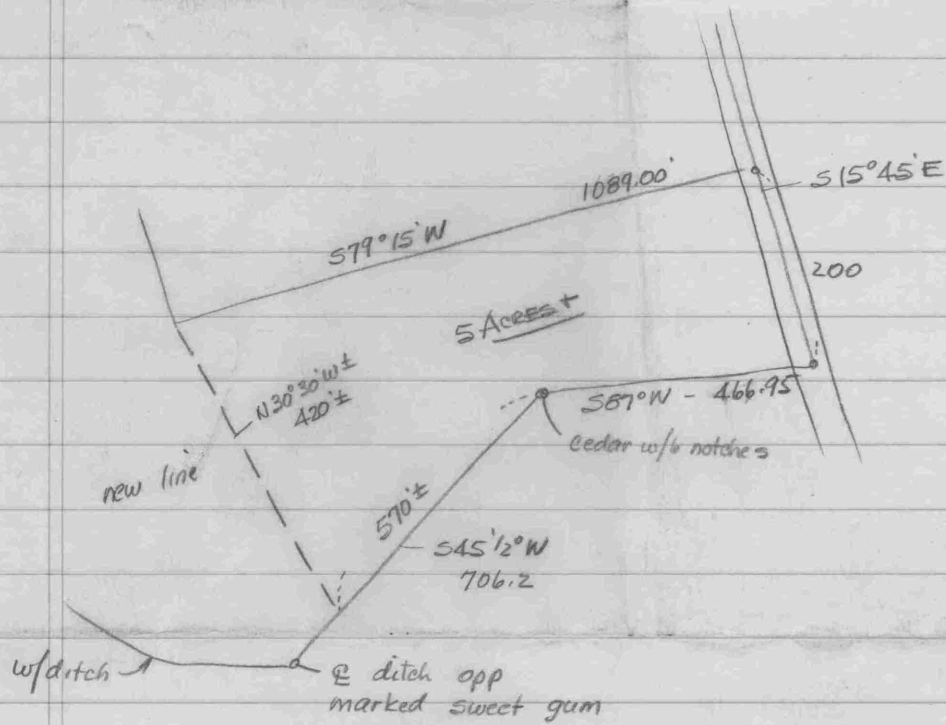 1089.00'
S15°45'E
S79°15'W
200
5 ACRES +
N30°30'W±
420'±
S87°W - 466.95
Cedar w/6 notches
new line
570'±
S45½°W
706.2
w/ditch
℄ ditch opp
marked sweet gum